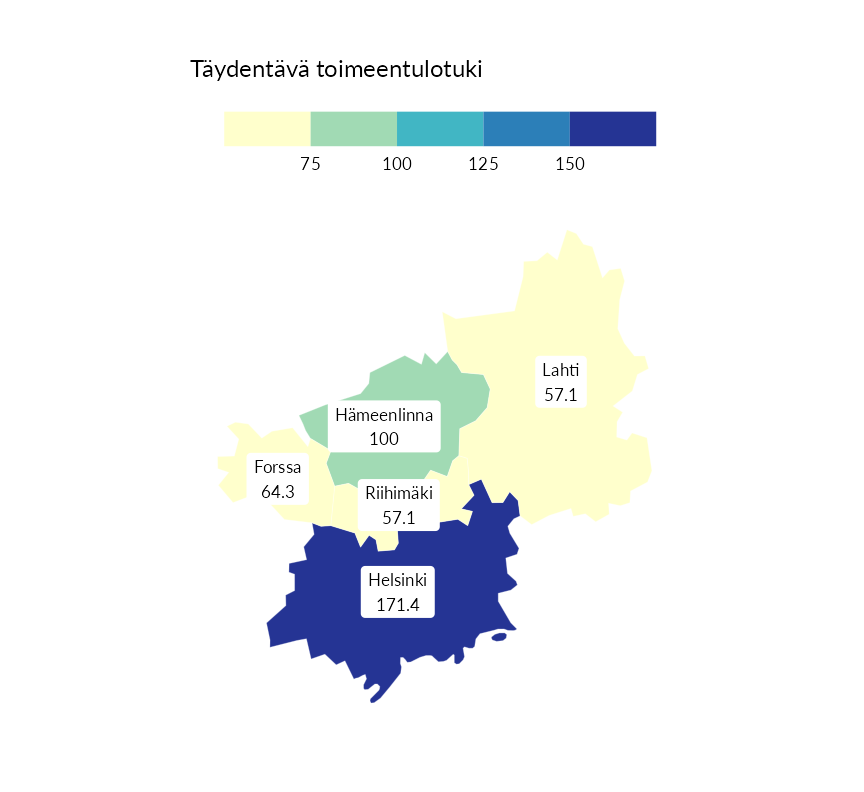 Täydentävä toimeentulotuki
75 100 125 150
Lahti
57.1
Hämeenlinna
100
Forssa
64.3
Riihimäki
57.1
Helsinki
171.4